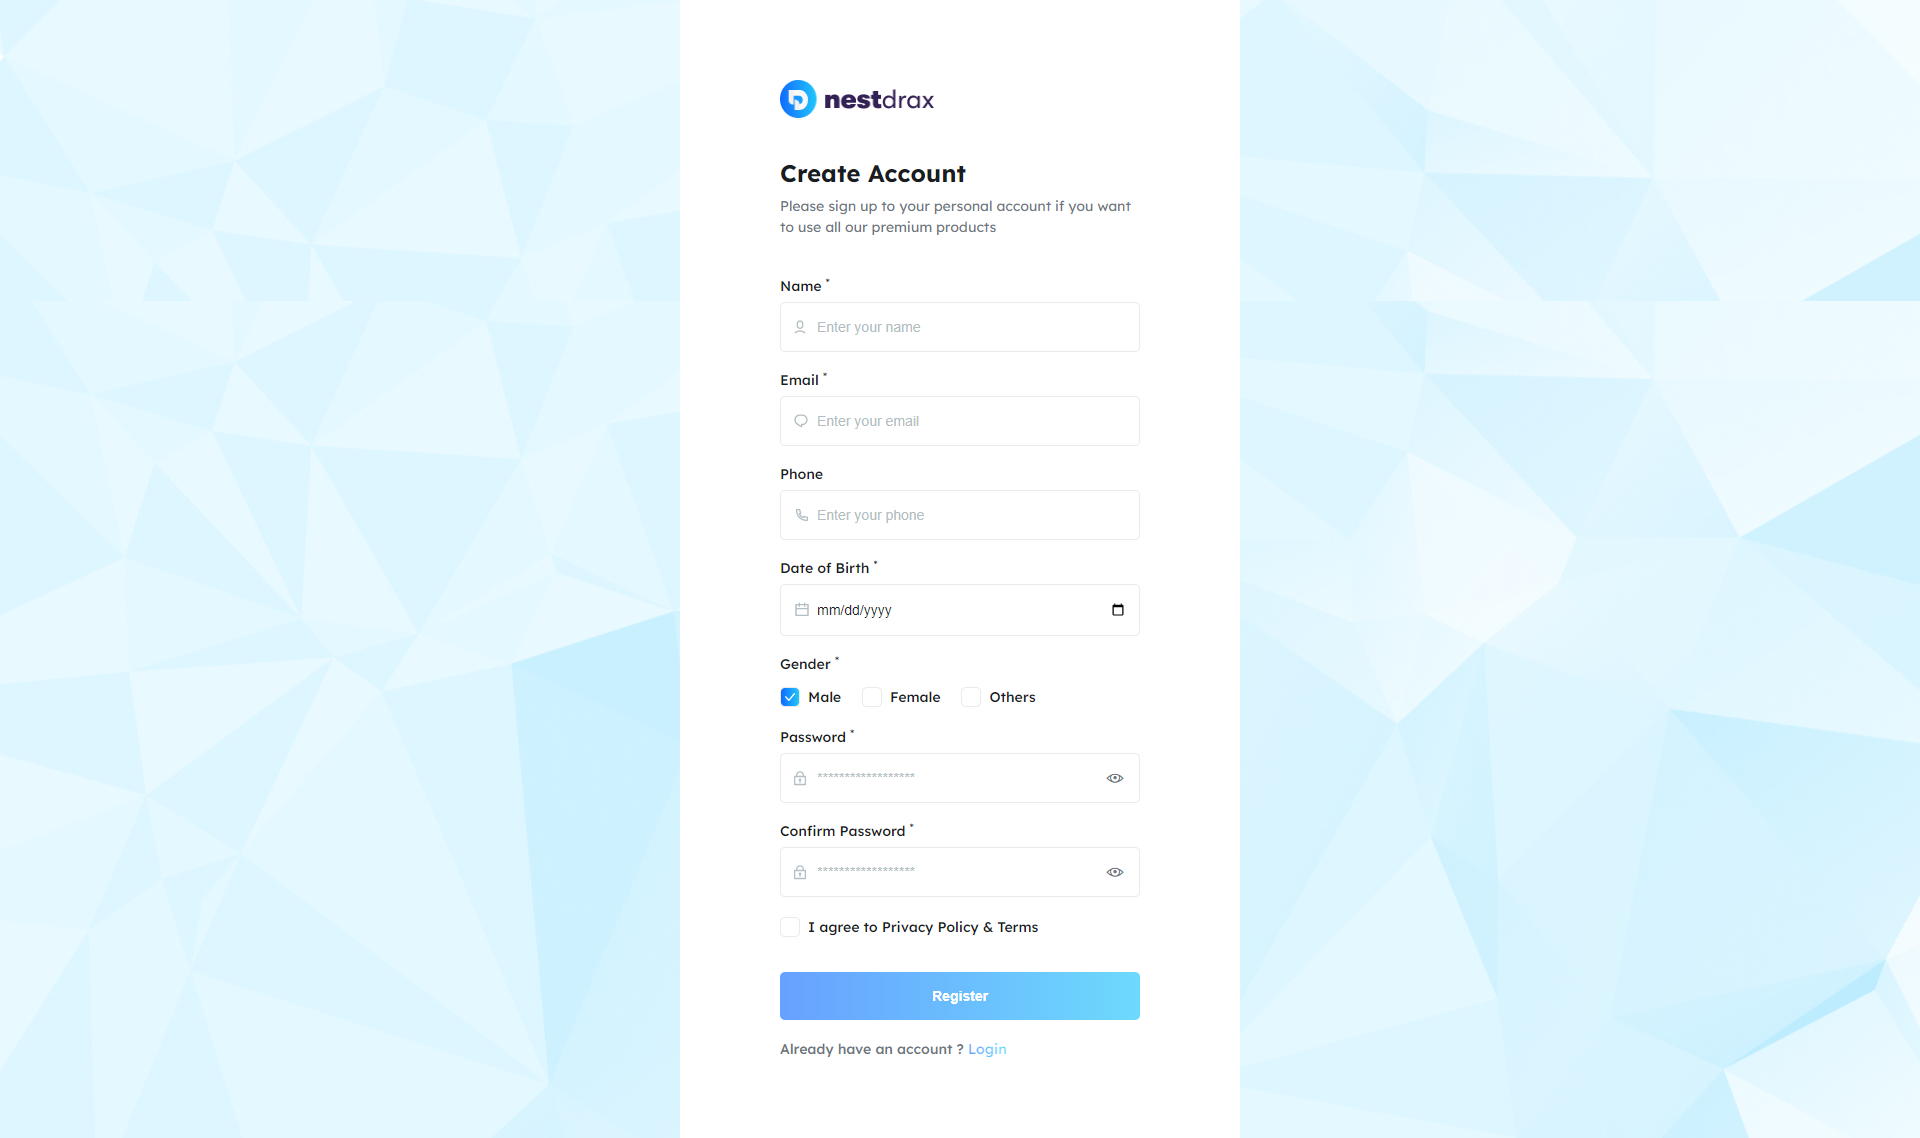 nestdrax
Create Account
Please sign up to your personal account if you want
to use all our premium products
Name *
Enter your name
Email *
Enter your email
Phone
Enter your phone
Date of Birth *
mm/dd/yyyy
Gender *
Male Female Others
Password *
******************
Confirm Password *
******************
I agree to Privacy Policy & Terms
Register
Already have an account ? Login